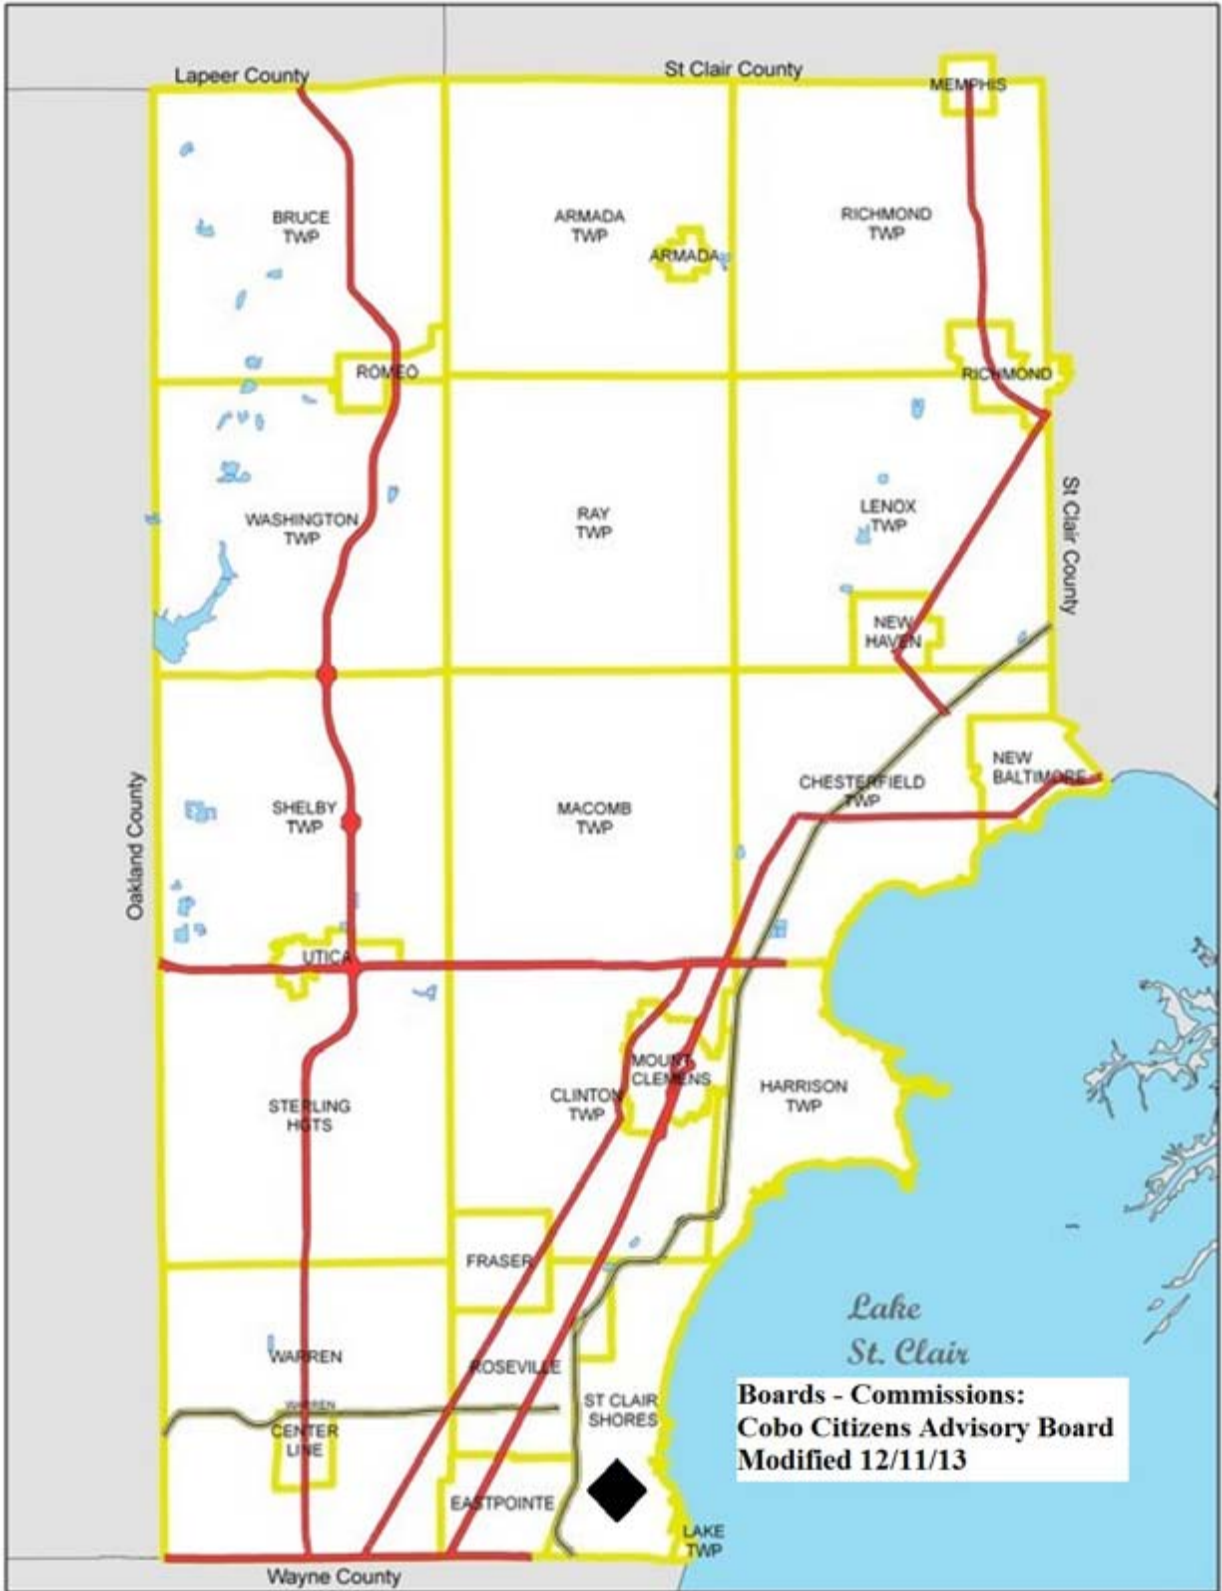 Lapeer County
St Clair County
MEMPHIS
BRUCE
TWP
ARMADA
TWP
ARMADA
RICHMOND
TWP
ROMEO
RICHMOND
WASHINGTON
TWP
RAY
TWP
LENOX
TWP
St Clair County
NEW
HAVEN
Oakland County
SHELBY
TWP
MACOMB
TWP
CHESTERFIELD
TWP
NEW
BALTIMORE
UTICA
STERLING
HGTS
CLINTON
TWP
MOUNT
CLEMENS
HARRISON
TWP
FRASER
Lake
St. Clair
WARREN
ROSEVILLE
ST CLAIR
SHORES
WARREN
CENTER
LINE
Boards - Commissions:
Cobo Citizens Advisory Board
Modified 12/11/13
EASTPOINTE
LAKE
TWP
Wayne County